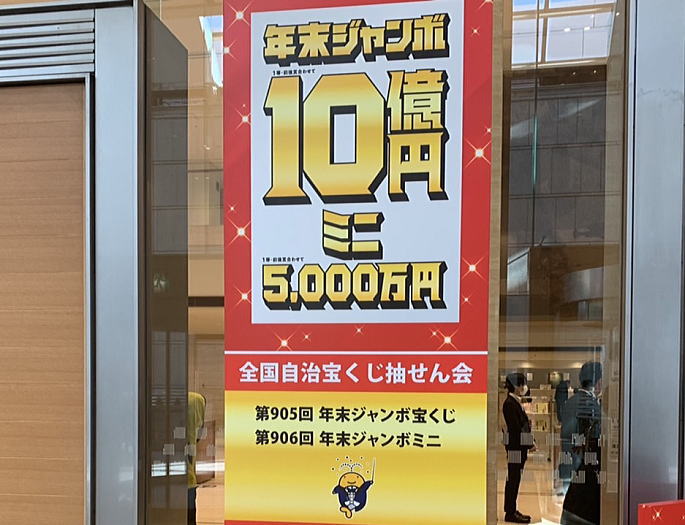 年末ジャンボ
1等・前後賞合わせて
10億円
ミニ
1等・前後賞合わせて
5,000万円
全国自治宝くじ抽せん会
第905回 年末ジャンボ宝くじ
第906回 年末ジャンボミニ